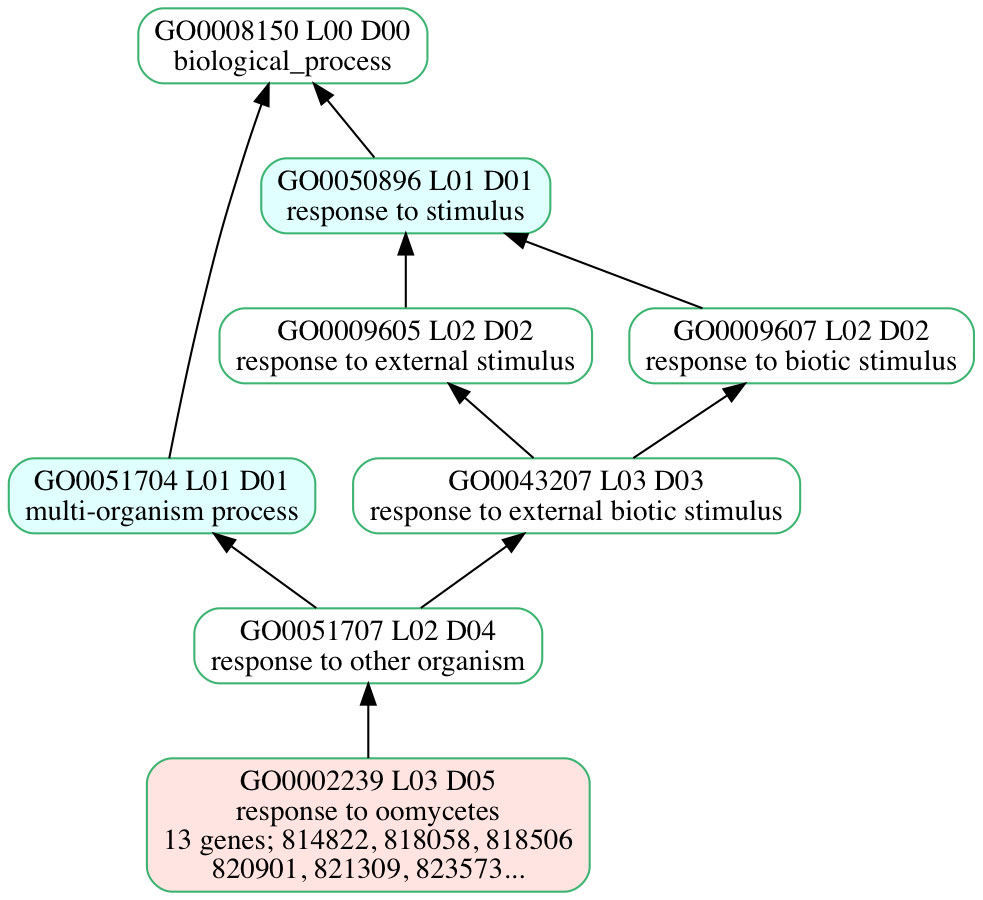 GO0008150 L00 D00
biological_process
GO0050896 L01 D01
response to stimulus
GO0009605 L02 D02
response to external stimulus
GO0009607 L02 D02
response to biotic stimulus
GO0051704 L01 D01
multi-organism process
GO0043207 L03 D03
response to external biotic stimulus
GO0051707 L02 D04
response to other organism
GO0002239 L03 D05
response to oomycetes
13 genes; 814822, 818058, 818506
820901, 821309, 823573...